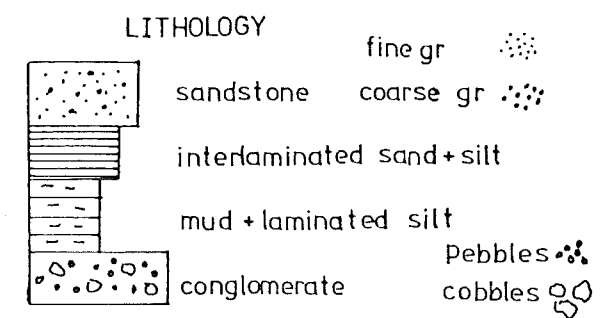 LITHOLOGY
fine gr
sandstone coarse gr
interlaminated sand + silt
mud + laminated silt
pebbles
conglomerate cobbles